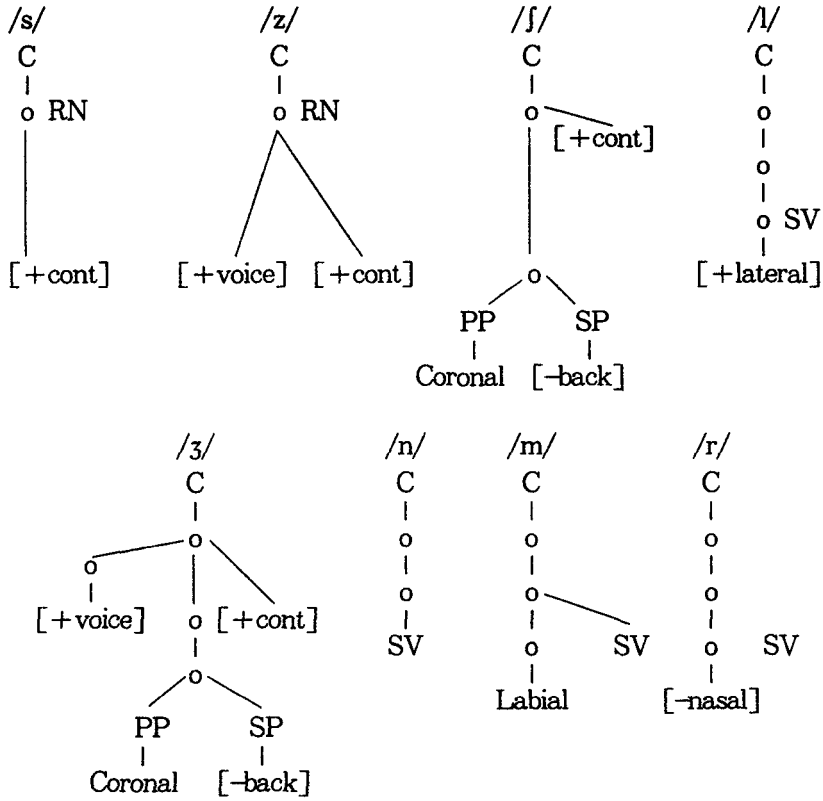 /s/ /z/ /ʃ/ /l/
C C C C
o RN o RN o o
[+cont]
o
o SV
[+cont] [+voice] [+cont] o [+lateral]
PP SP
Coronal [-back]
/ʒ/ /n/ /m/ /r/
C C C C
o o o o
o o o o
[+voice] o [+cont] SV o SV o SV
o Labial [-nasal]
PP SP
Coronal [-back]